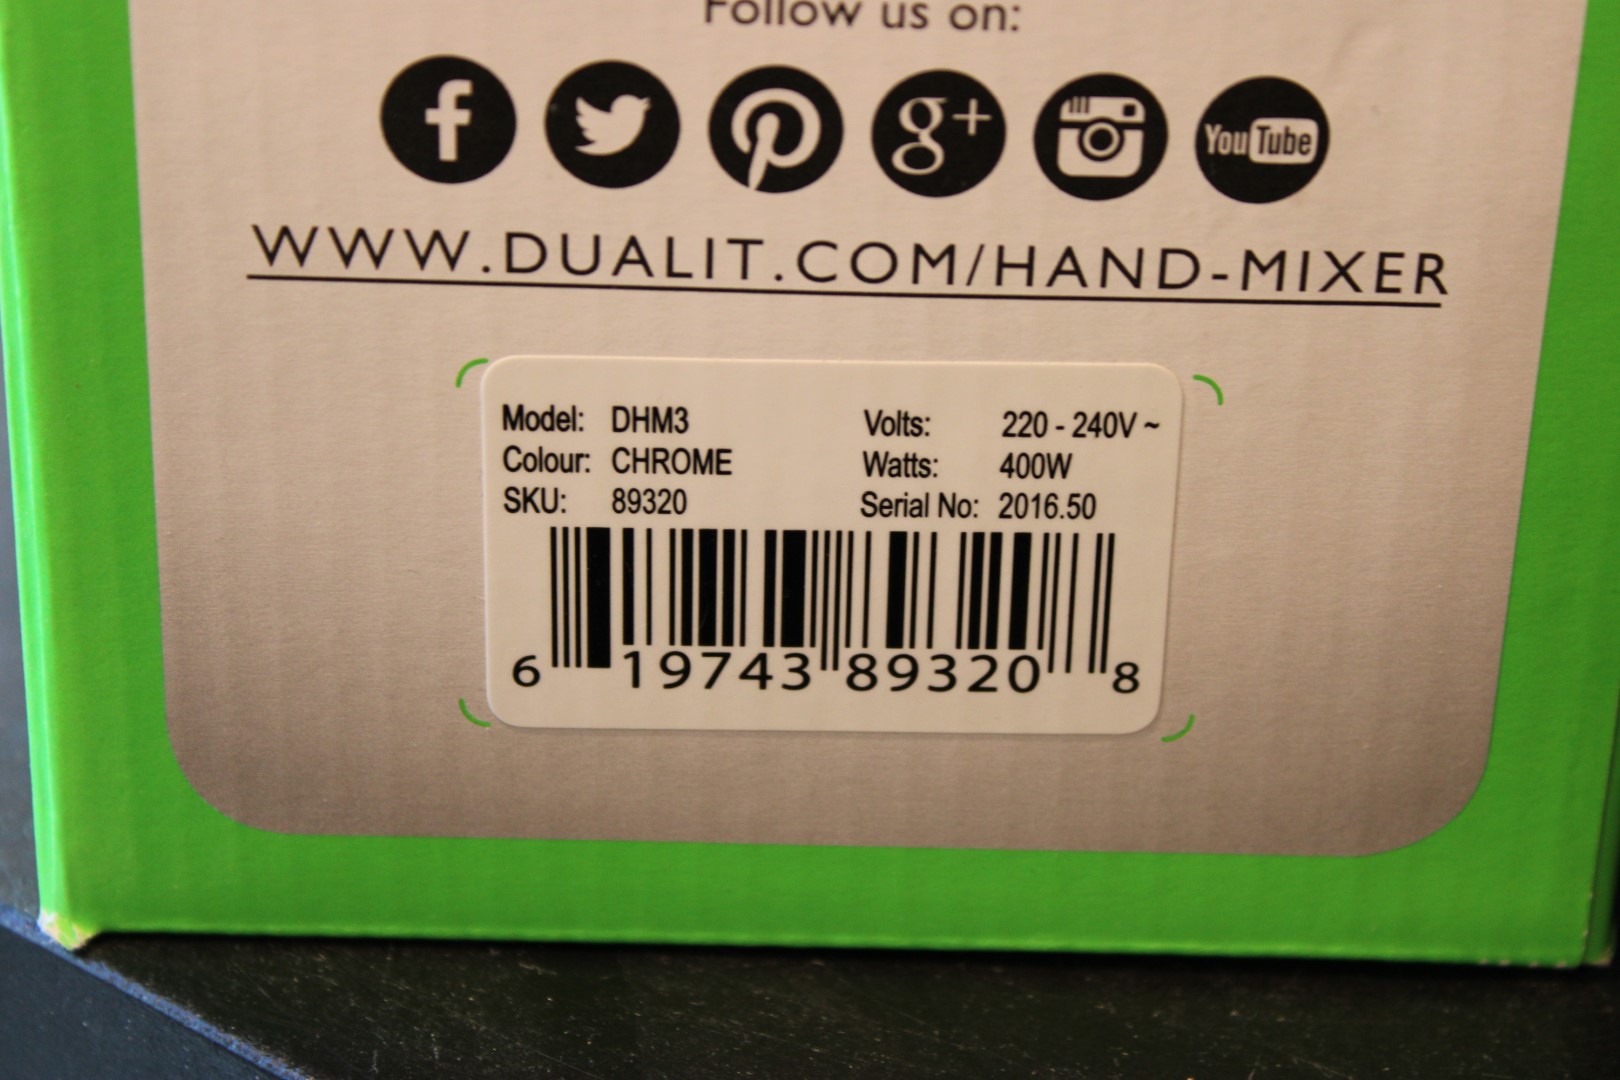 Follow us on:
f g+ You Tube
WWW.DUALIT.COM/HAND-MIXER
Model: DHM3 Volts: 220 - 240V ~
Colour: CHROME Watts: 400W
SKU: 89320 Serial No: 2016.50
6 19743 89320 8